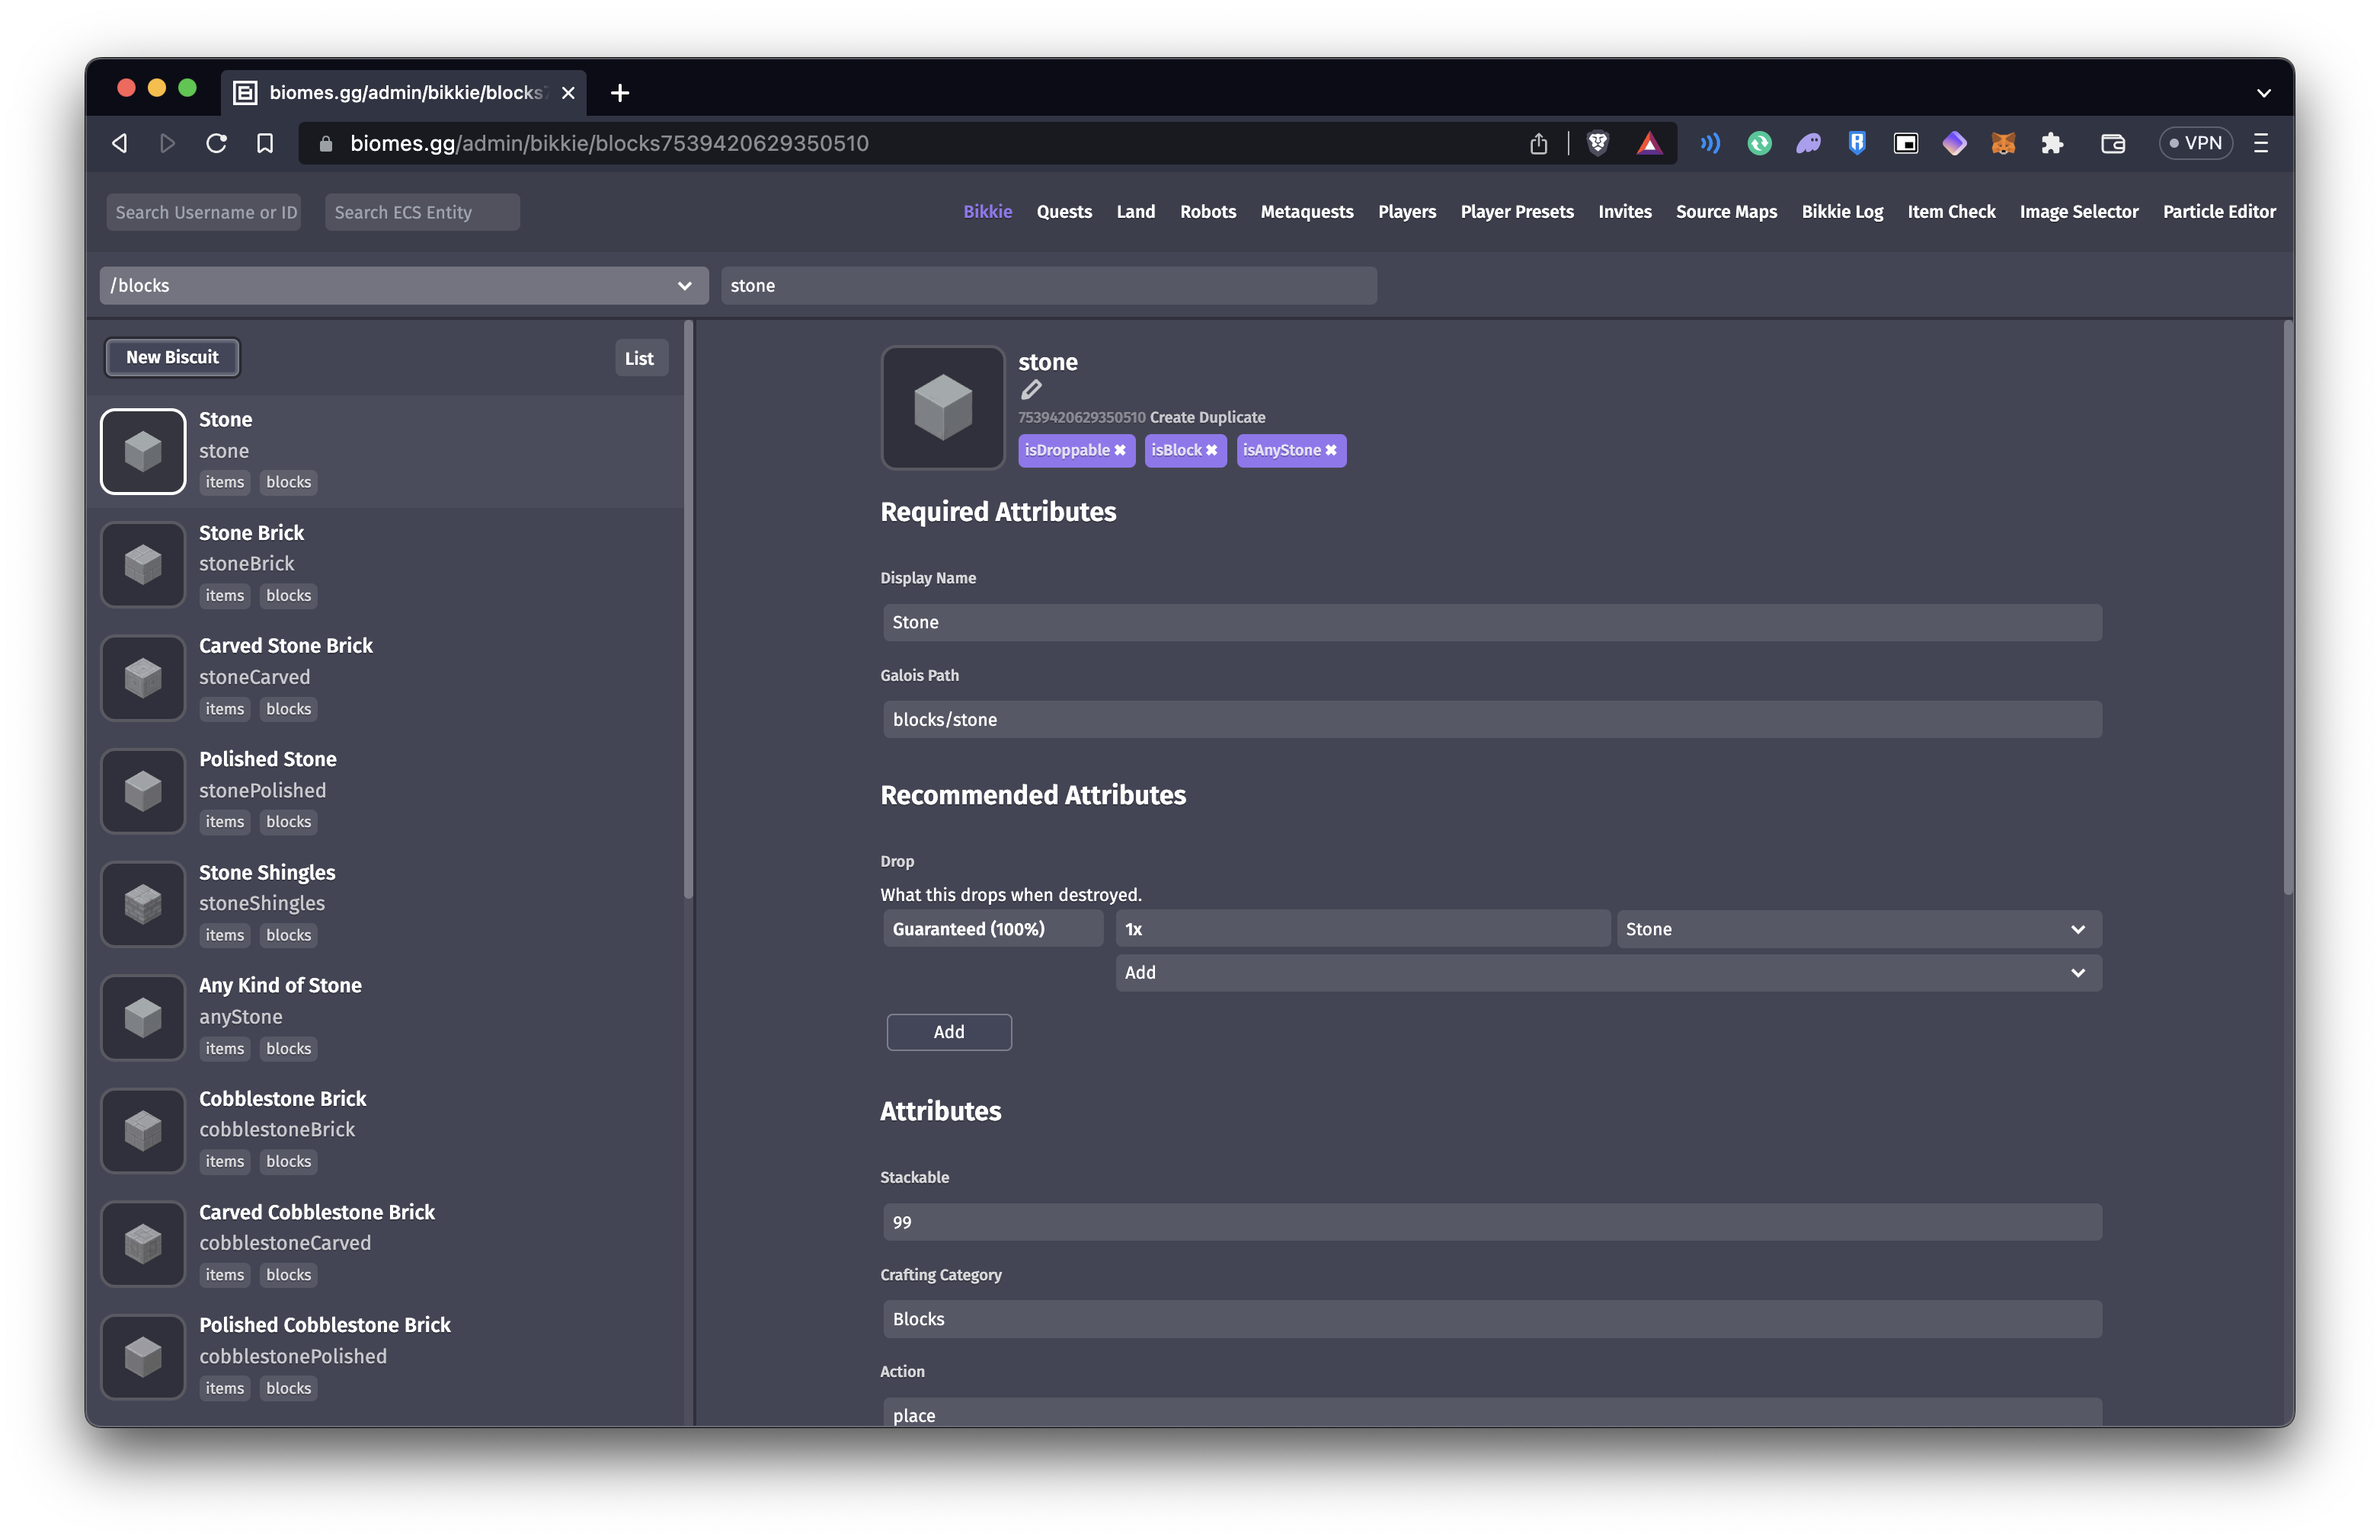 biomes.gg/admin/bikkie/blocks7
biomes.gg/admin/bikkie/blocks7539420629350510
VPN
Search Username or ID
Search ECS Entity
Bikkie
Quests
Land
Robots
Metaquests
Players
Player Presets
Invites
Source Maps
Bikkie Log
Item Check
Image Selector
Particle Editor
/blocks
stone
New Biscuit
List
Stone
stone
items blocks
Stone Brick
stoneBrick
items blocks
Carved Stone Brick
stoneCarved
items blocks
Polished Stone
stonePolished
items blocks
Stone Shingles
stoneShingles
items blocks
Any Kind of Stone
anyStone
items blocks
Cobblestone Brick
cobblestoneBrick
items blocks
Carved Cobblestone Brick
cobblestoneCarved
items blocks
Polished Cobblestone Brick
cobblestonePolished
items blocks
stone
7539420629350510 Create Duplicate
isDroppable ✖ isBlock ✖ isAnyStone ✖
Required Attributes
Display Name
Stone
Galois Path
blocks/stone
Recommended Attributes
Drop
What this drops when destroyed.
Guaranteed (100%) 1x Stone
Add
Add
Attributes
Stackable
99
Crafting Category
Blocks
Action
place